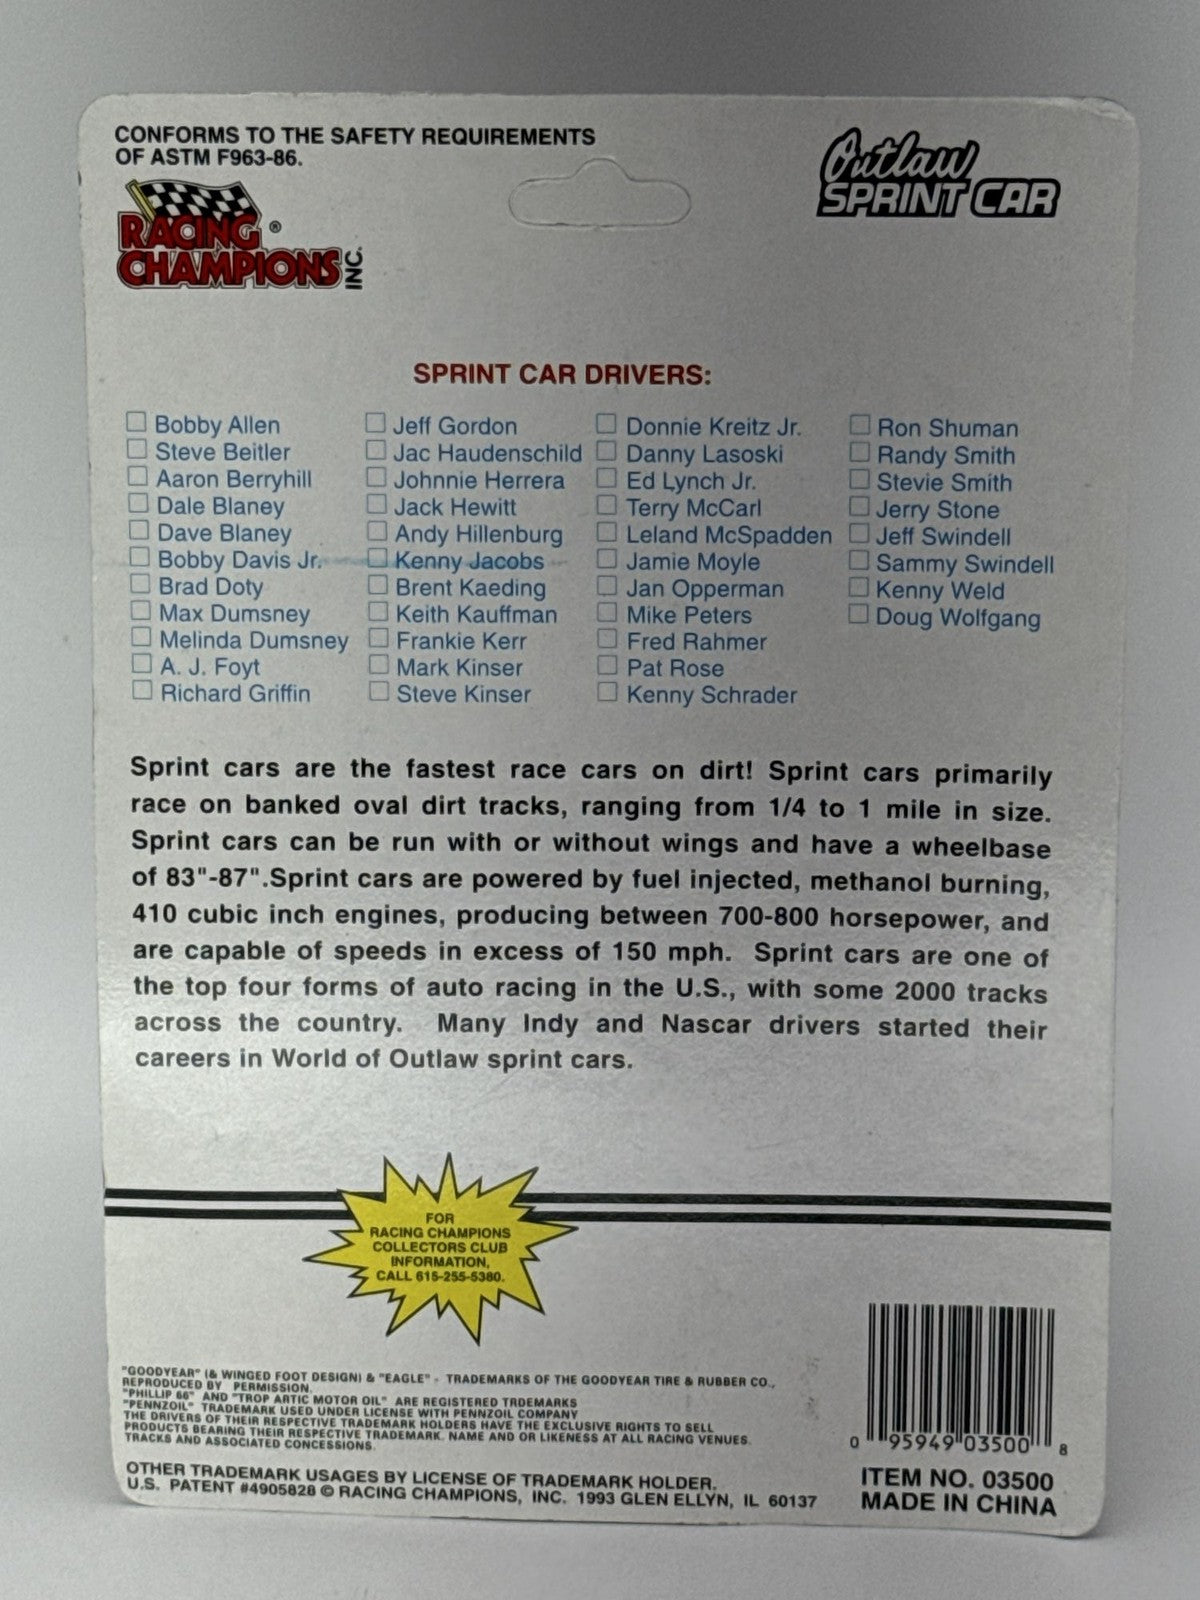 CONFORMS TO THE SAFETY REQUIREMENTS
OF ASTM F963-86.
RACING ®
CHAMPIONS INC.
Outlaw
SPRINT CAR
SPRINT CAR DRIVERS:
Bobby Allen
Steve Beitler
Aaron Berryhill
Dale Blaney
Dave Blaney
Bobby Davis Jr.
Brad Doty
Max Dumsney
Melinda Dumsney
A. J. Foyt
Richard Griffin
Jeff Gordon
Jac Haudenschild
Johnnie Herrera
Jack Hewitt
Andy Hillenburg
Kenny Jacobs
Brent Kaeding
Keith Kauffman
Frankie Kerr
Mark Kinser
Steve Kinser
Donnie Kreitz Jr.
Danny Lasoski
Ed Lynch Jr.
Terry McCarl
Leland McSpadden
Jamie Moyle
Jan Opperman
Mike Peters
Fred Rahmer
Pat Rose
Kenny Schrader
Ron Shuman
Randy Smith
Stevie Smith
Jerry Stone
Jeff Swindell
Sammy Swindell
Kenny Weld
Doug Wolfgang
Sprint cars are the fastest race cars on dirt! Sprint cars primarily
race on banked oval dirt tracks, ranging from 1/4 to 1 mile in size.
Sprint cars can be run with or without wings and have a wheelbase
of 83"-87".Sprint cars are powered by fuel injected, methanol burning,
410 cubic inch engines, producing between 700-800 horsepower, and
are capable of speeds in excess of 150 mph. Sprint cars are one of
the top four forms of auto racing in the U.S., with some 2000 tracks
across the country. Many Indy and Nascar drivers started their
careers in World of Outlaw sprint cars.
FOR
RACING CHAMPIONS
COLLECTORS CLUB
INFORMATION,
CALL 615-255-5380.
"GOODYEAR" (& WINGED FOOT DESIGN) & "EAGLE" - TRADEMARKS OF THE GOODYEAR TIRE & RUBBER CO.,
REPRODUCED BY PERMISSION.
"PHILLIP 66" AND "TROP ARTIC MOTOR OIL" ARE REGISTERED TRDEMARKS
"PENNZOIL" TRADEMARK USED UNDER LICENSE WITH PENNZOIL COMPANY
THE DRIVERS OF THEIR RESPECTIVE TRADEMARK HOLDERS HAVE THE EXCLUSIVE RIGHTS TO SELL
PRODUCTS BEARING THEIR RESPECTIVE TRADEMARK, NAME AND OR LIKENESS AT ALL RACING VENUES.
TRACKS AND ASSOCIATED CONCESSIONS.
OTHER TRADEMARK USAGES BY LICENSE OF TRADEMARK HOLDER.
U.S. PATENT #4905828 © RACING CHAMPIONS, INC. 1993 GLEN ELLYN, IL 60137
0 95949 03500 8
ITEM NO. 03500
MADE IN CHINA